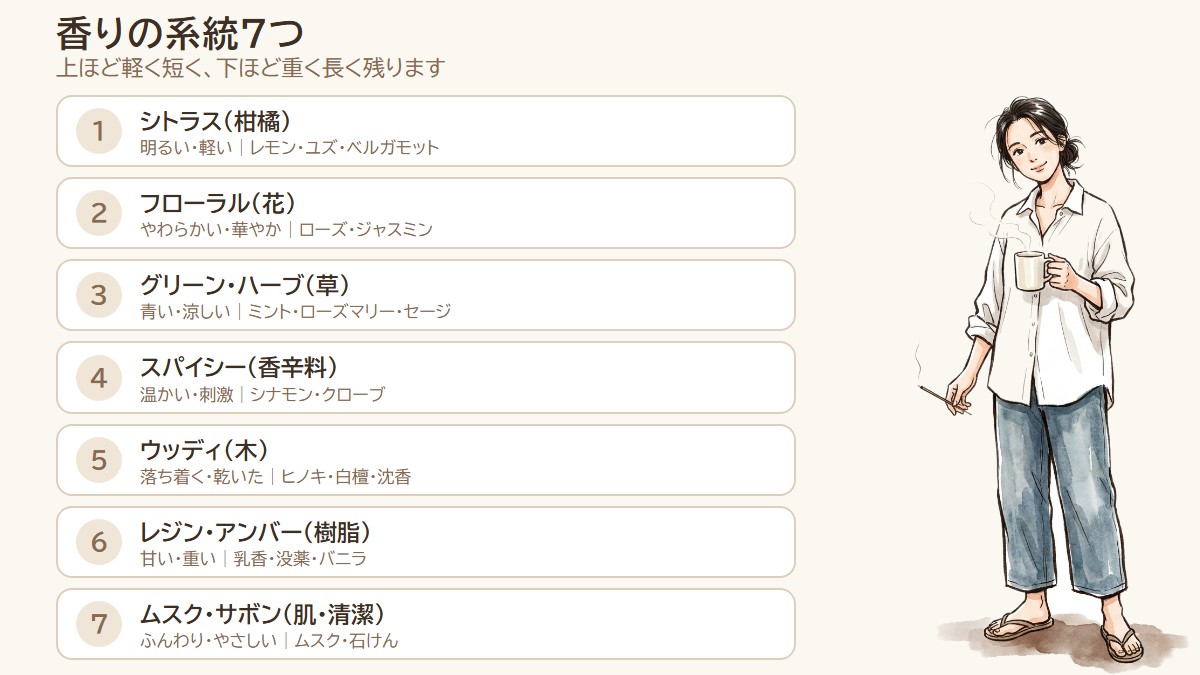 香りの系統7つ
上ほど軽く短く、下ほど重く長く残ります
1
シトラス（柑橘）
明るい・軽い｜レモン・ユズ・ベルガモット
2
フローラル（花）
やわらかい・華やか｜ローズ・ジャスミン
3
グリーン・ハーブ（草）
青い・涼しい｜ミント・ローズマリー・セージ
4
スパイシー（香辛料）
温かい・刺激｜シナモン・クローブ
5
ウッディ（木）
落ち着く・乾いた｜ヒノキ・白檀・沈香
6
レジン・アンバー（樹脂）
甘い・重い｜乳香・没薬・バニラ
7
ムスク・サボン（肌・清潔）
ふんわり・やさしい｜ムスク・石けん